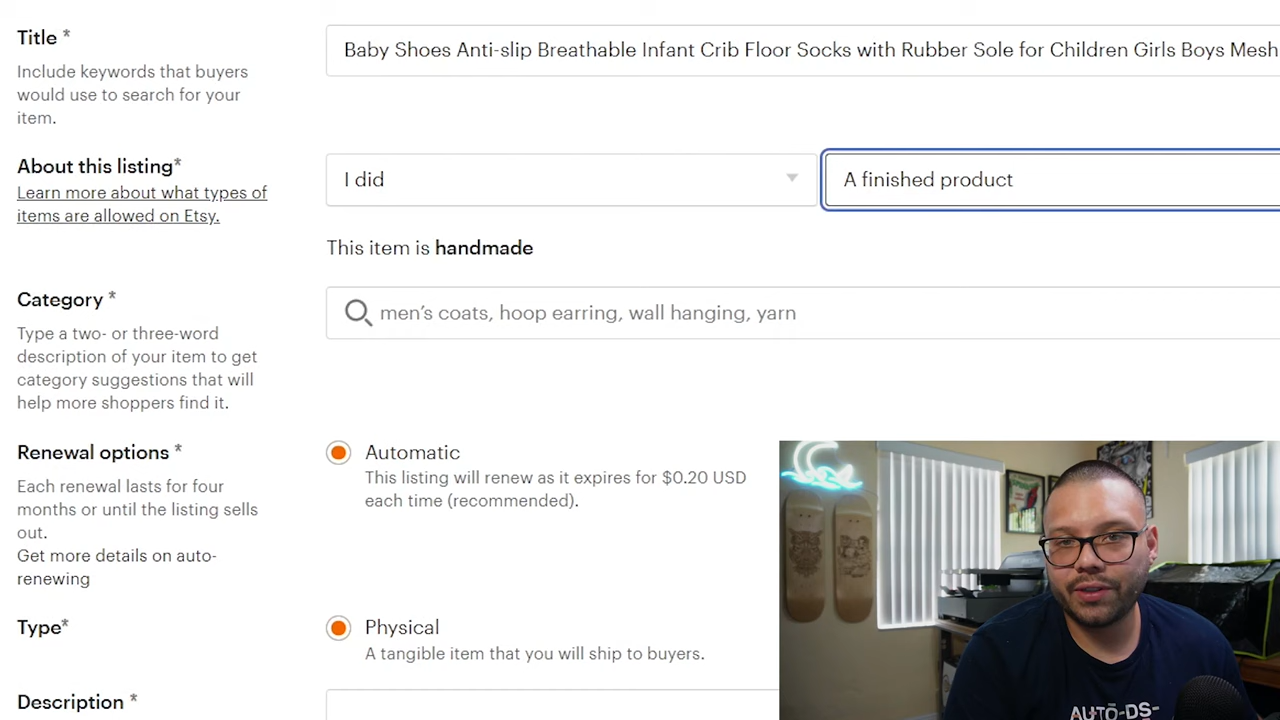 Title *
Include keywords that buyers
would use to search for your
item.
Baby Shoes Anti-slip Breathable Infant Crib Floor Socks with Rubber Sole for Children Girls Boys Mesh
About this listing*
Learn more about what types of
items are allowed on Etsy.
I did
A finished product
This item is handmade
Category *
Type a two- or three-word
description of your item to get
category suggestions that will
help more shoppers find it.
men's coats, hoop earring, wall hanging, yarn
Renewal options *
Each renewal lasts for four
months or until the listing sells
out.
Get more details on auto-
renewing
Automatic
This listing will renew as it expires for $0.20 USD
each time (recommended).
Type*
Physical
A tangible item that you will ship to buyers.
Description *
AUTO-DS-